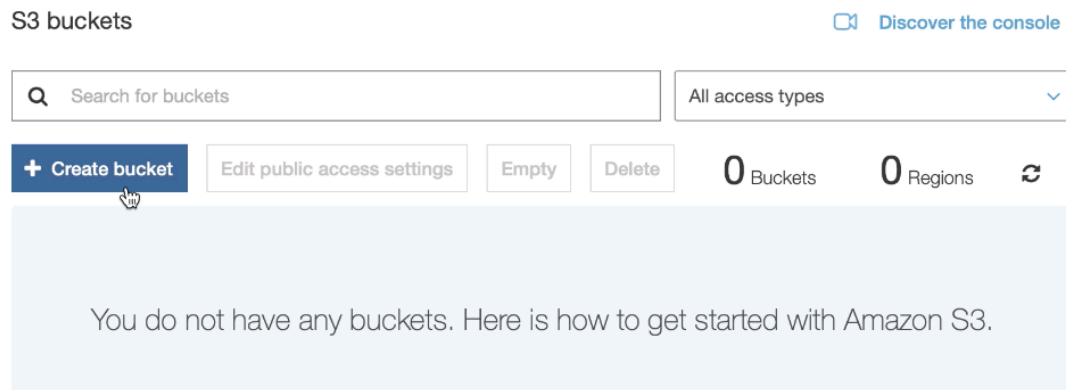 S3 buckets Discover the console
Search for buckets All access types
+ Create bucket Edit public access settings Empty Delete 0 Buckets 0 Regions
You do not have any buckets. Here is how to get started with Amazon S3.